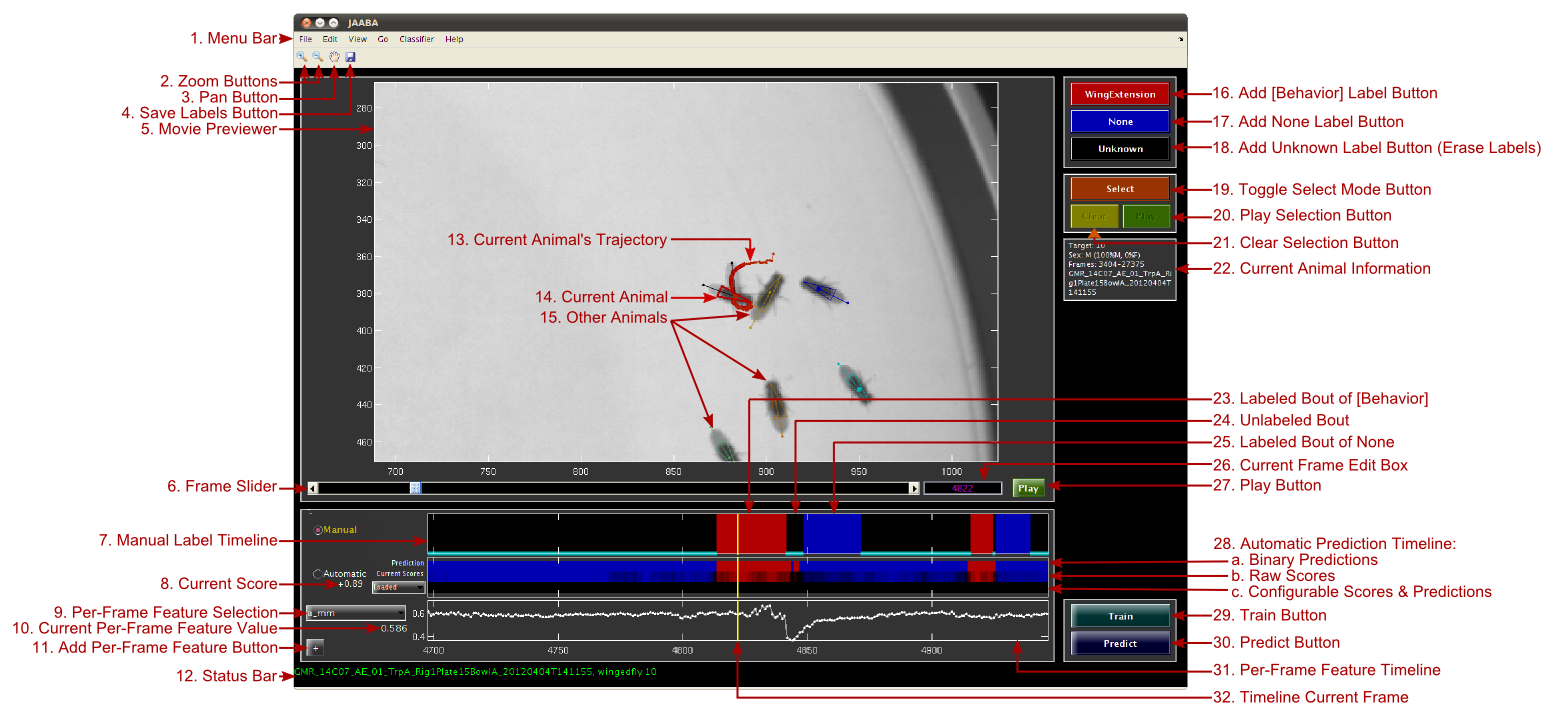 JAABA
1. Menu Bar
File Edit View Go Classifier Help
2. Zoom Buttons
3. Pan Button
4. Save Labels Button
5. Movie Previewer
280
300
320
340
360
380
400
420
440
460
700 750 800 850 900 950 1000
13. Current Animal's Trajectory
14. Current Animal
15. Other Animals
WingExtension
None
Unknown
Select
Clear Play
Target: 10
Sex: M (100%M, 0%F)
Frames: 3404-27375
GMR_14C07_AE_01_TrpA_Ri
g1Plate15BowlA_20120404T
141155
16. Add [Behavior] Label Button
17. Add None Label Button
18. Add Unknown Label Button (Erase Labels)
19. Toggle Select Mode Button
20. Play Selection Button
21. Clear Selection Button
22. Current Animal Information
23. Labeled Bout of [Behavior]
24. Unlabeled Bout
25. Labeled Bout of None
26. Current Frame Edit Box
27. Play Button
6. Frame Slider
4822
Play
7. Manual Label Timeline
Manual
Prediction
Automatic Current Scores
8. Current Score
+0.89 Loaded
9. Per-Frame Feature Selection
a_mm
0.6
10. Current Per-Frame Feature Value
0.586
0.4
11. Add Per-Frame Feature Button
+
4700 4750 4800 4850 4900
12. Status Bar
GMR_14C07_AE_01_TrpA_Rig1Plate15BowlA_20120404T141155, wingedfly 10
28. Automatic Prediction Timeline:
a. Binary Predictions
b. Raw Scores
c. Configurable Scores & Predictions
Train
Predict
29. Train Button
30. Predict Button
31. Per-Frame Feature Timeline
32. Timeline Current Frame